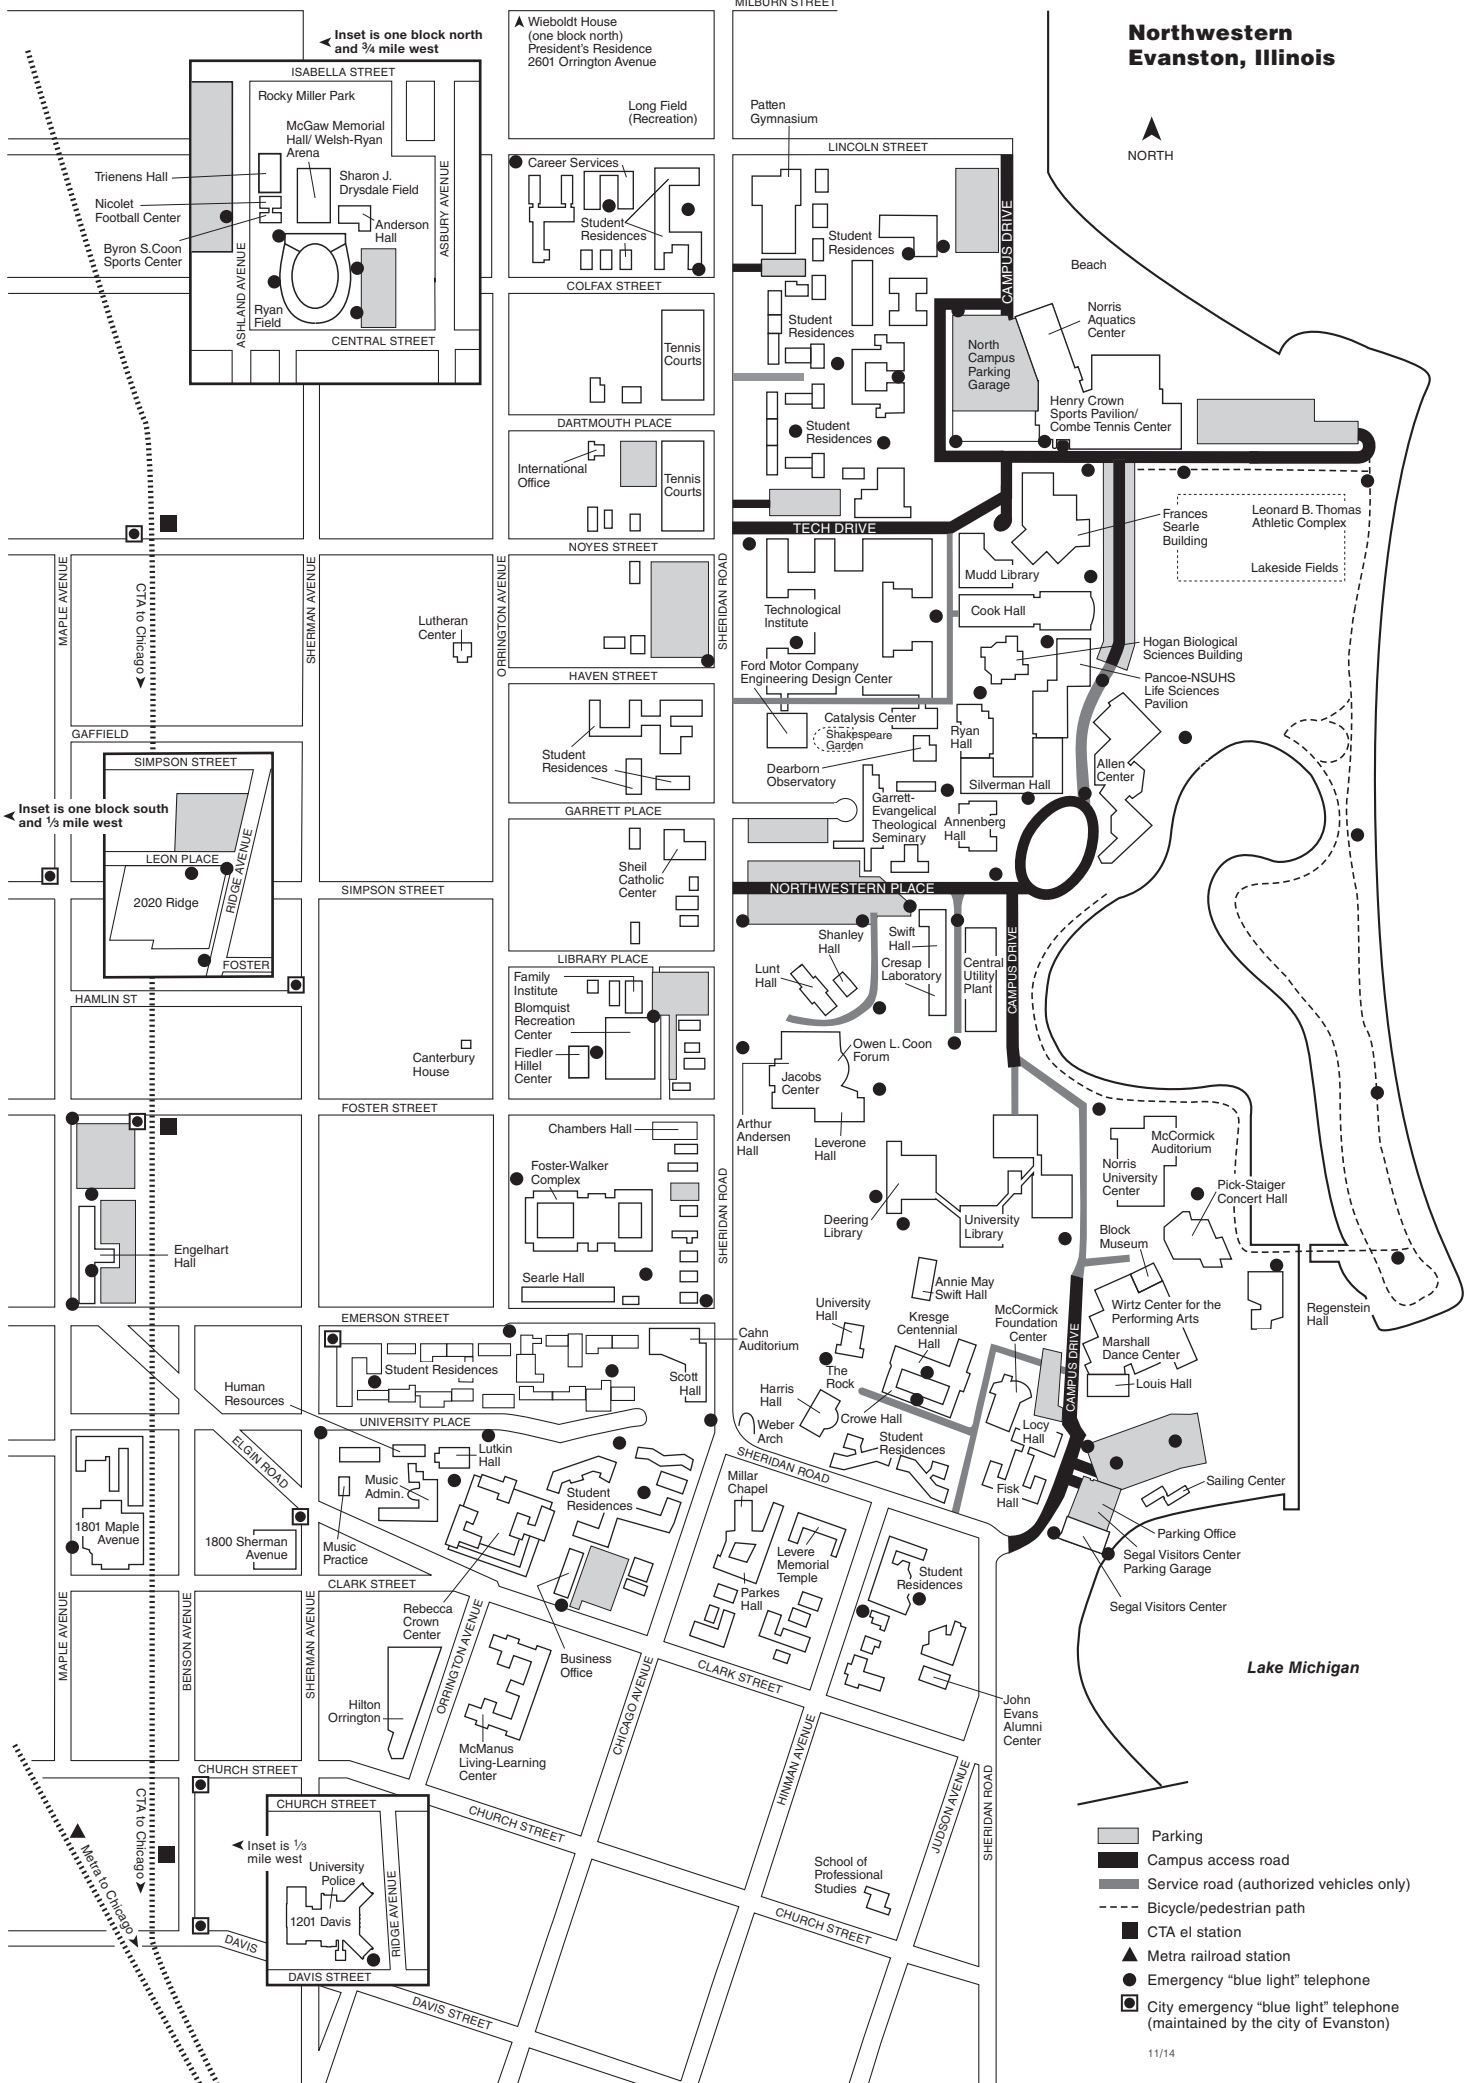 MILBURN STREET
Northwestern
Evanston, Illinois
NORTH
Inset is one block north
and ¾ mile west
Wieboldt House
(one block north)
President's Residence
2601 Orrington Avenue
Long Field
(Recreation)
Patten
Gymnasium
ISABELLA STREET
Rocky Miller Park
McGaw Memorial
Hall/ Welsh-Ryan
Arena
Trienens Hall
Sharon J.
Drysdale Field
Nicolet
Football Center
Anderson
Hall
Byron S.Coon
Sports Center
Ryan
Field
ASHLAND AVENUE
ASBURY AVENUE
CENTRAL STREET
LINCOLN STREET
Career Services
Student
Residences
Student
Residences
CAMPUS DRIVE
Beach
COLFAX STREET
Student
Residences
Tennis
Courts
North
Campus
Parking
Garage
Norris
Aquatics
Center
Henry Crown
Sports Pavilion/
Combe Tennis Center
DARTMOUTH PLACE
Student
Residences
International
Office
Tennis
Courts
TECH DRIVE
Frances
Searle
Building
Leonard B. Thomas
Athletic Complex
Lakeside Fields
NOYES STREET
MAPLE AVENUE
CTA to Chicago
SHERMAN AVENUE
ORRINGTON AVENUE
SHERIDAN ROAD
Lutheran
Center
Mudd Library
Technological
Institute
Cook Hall
Hogan Biological
Sciences Building
Pancoe-NSUHS
Life Sciences
Pavilion
Ford Motor Company
Engineering Design Center
HAVEN STREET
Catalysis Center
Shakespeare
Garden
Ryan
Hall
Dearborn
Observatory
Silverman Hall
Allen
Center
Student
Residences
GAFFIELD
SIMPSON STREET
Inset is one block south
and ⅓ mile west
LEON PLACE
RIDGE AVENUE
2020 Ridge
FOSTER
GARRETT PLACE
Garrett-
Evangelical
Theological
Seminary
Annenberg
Hall
Sheil
Catholic
Center
SIMPSON STREET
NORTHWESTERN PLACE
Shanley
Hall
Swift
Hall
Lunt
Hall
Cresap
Laboratory
Central
Utility
Plant
CAMPUS DRIVE
LIBRARY PLACE
Family
Institute
Blomquist
Recreation
Center
Fiedler
Hillel
Center
HAMLIN ST
Canterbury
House
Owen L. Coon
Forum
Jacobs
Center
Arthur
Andersen
Hall
Leverone
Hall
FOSTER STREET
Chambers Hall
Foster-Walker
Complex
SHERIDAN ROAD
Searle Hall
Engelhart
Hall
McCormick
Auditorium
Norris
University
Center
Pick-Staiger
Concert Hall
Deering
Library
University
Library
Block
Museum
Annie May
Swift Hall
University
Hall
Kresge
Centennial
Hall
McCormick
Foundation
Center
Wirtz Center for the
Performing Arts
Marshall
Dance Center
Regenstein
Hall
EMERSON STREET
Cahn
Auditorium
Student Residences
Scott
Hall
The
Rock
Harris
Hall
Crowe Hall
CAMPUS DRIVE
Louis Hall
Human
Resources
UNIVERSITY PLACE
Weber
Arch
Locy
Hall
Student
Residences
ELGIN ROAD
Lutkin
Hall
Music
Admin.
SHERIDAN ROAD
Millar
Chapel
Fisk
Hall
Sailing Center
Student
Residences
1801 Maple
Avenue
1800 Sherman
Avenue
Music
Practice
Levere
Memorial
Temple
Parking Office
Segal Visitors Center
Parking Garage
Segal Visitors Center
CLARK STREET
Student
Residences
Parkes
Hall
Rebecca
Crown
Center
MAPLE AVENUE
BENSON AVENUE
SHERMAN AVENUE
ORRINGTON AVENUE
Business
Office
CLARK STREET
CHICAGO AVENUE
Lake Michigan
Hilton
Orrington
John
Evans
Alumni
Center
McManus
Living-Learning
Center
HINMAN AVENUE
JUDSON AVENUE
SHERIDAN ROAD
CHURCH STREET
CTA to Chicago
Metra to Chicago
CHURCH STREET
CHURCH STREET
Inset is ⅓
mile west
University
Police
1201 Davis
RIDGE AVENUE
DAVIS STREET
DAVIS
School of
Professional
Studies
CHURCH STREET
DAVIS STREET
Parking
Campus access road
Service road (authorized vehicles only)
Bicycle/pedestrian path
CTA el station
Metra railroad station
Emergency “blue light” telephone
City emergency “blue light” telephone
(maintained by the city of Evanston)
11/14